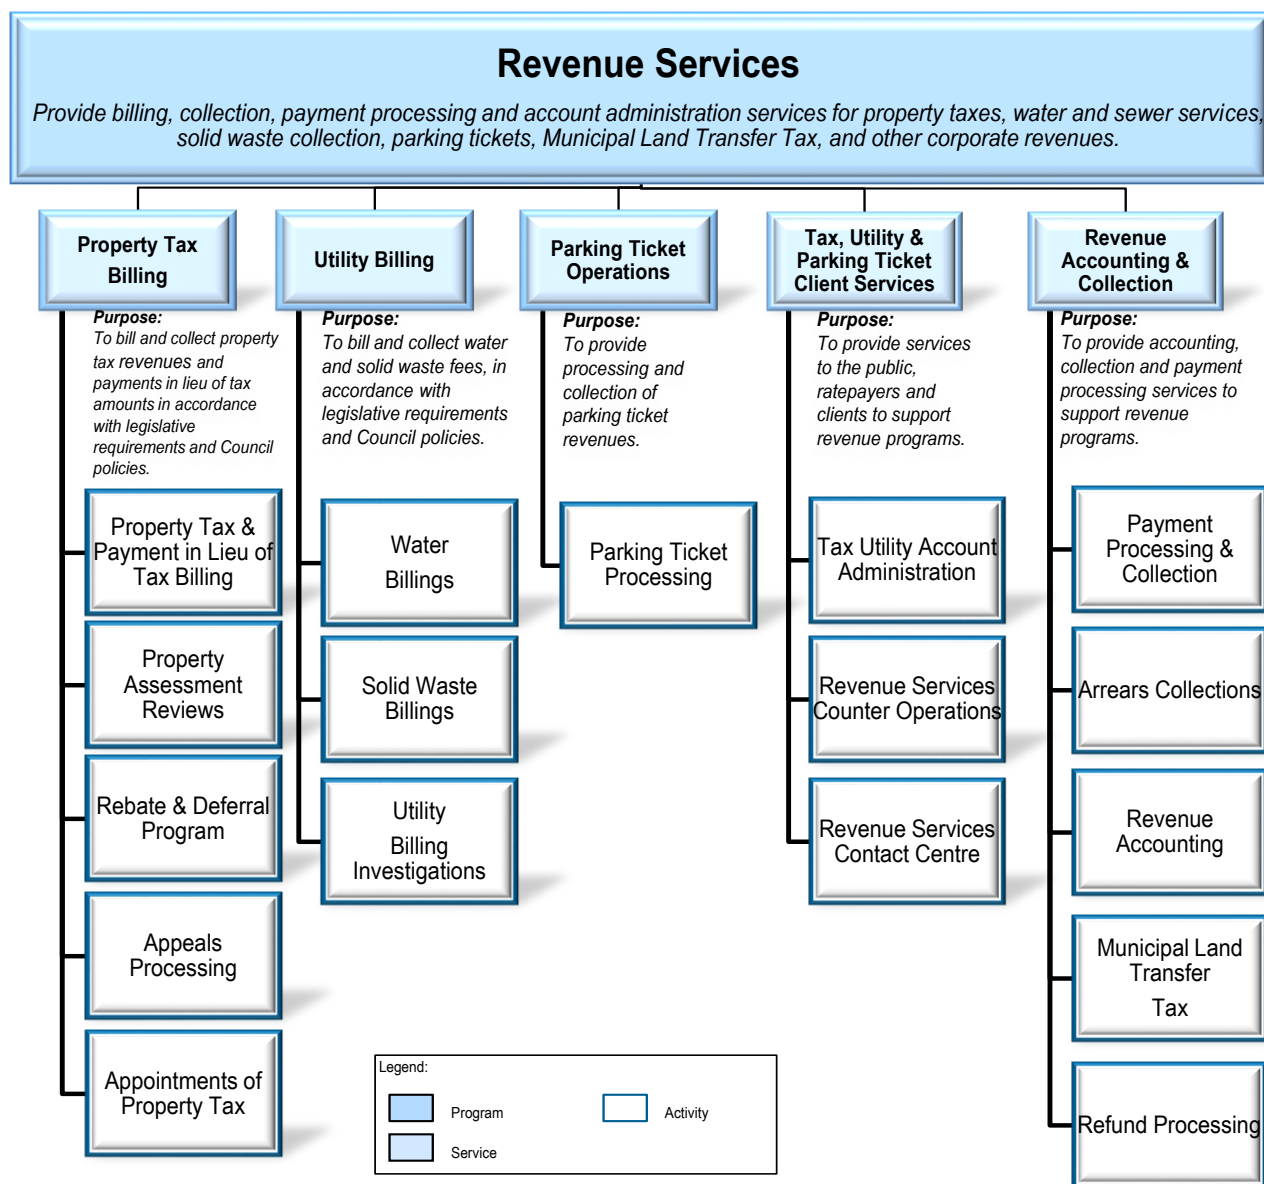 Revenue Services
Provide billing, collection, payment processing and account administration services for property taxes, water and sewer services,
solid waste collection, parking tickets, Municipal Land Transfer Tax, and other corporate revenues.
Property Tax
Billing
Purpose:
To bill and collect property
tax revenues and
payments in lieu of tax
amounts in accordance
with legislative
requirements and Council
policies.
Property Tax &
Payment in Lieu of
Tax Billing
Property
Assessment
Reviews
Rebate & Deferral
Program
Appeals
Processing
Appointments of
Property Tax
Utility Billing
Purpose:
To bill and collect water
and solid waste fees, in
accordance with
legislative requirements
and Council policies.
Water
Billings
Solid Waste
Billings
Utility
Billing
Investigations
Parking Ticket
Operations
Purpose:
To provide
processing and
collection of
parking ticket
revenues.
Parking Ticket
Processing
Tax, Utility &
Parking Ticket
Client Services
Purpose:
To provide services
to the public,
ratepayers and
clients to support
revenue programs.
Tax Utility Account
Administration
Revenue Services
Counter Operations
Revenue Services
Contact Centre
Revenue
Accounting &
Collection
Purpose:
To provide accounting,
collection and payment
processing services to
support revenue
programs.
Payment
Processing &
Collection
Arrears Collections
Revenue
Accounting
Municipal Land
Transfer
Tax
Refund Processing
Legend:
Program
Activity
Service